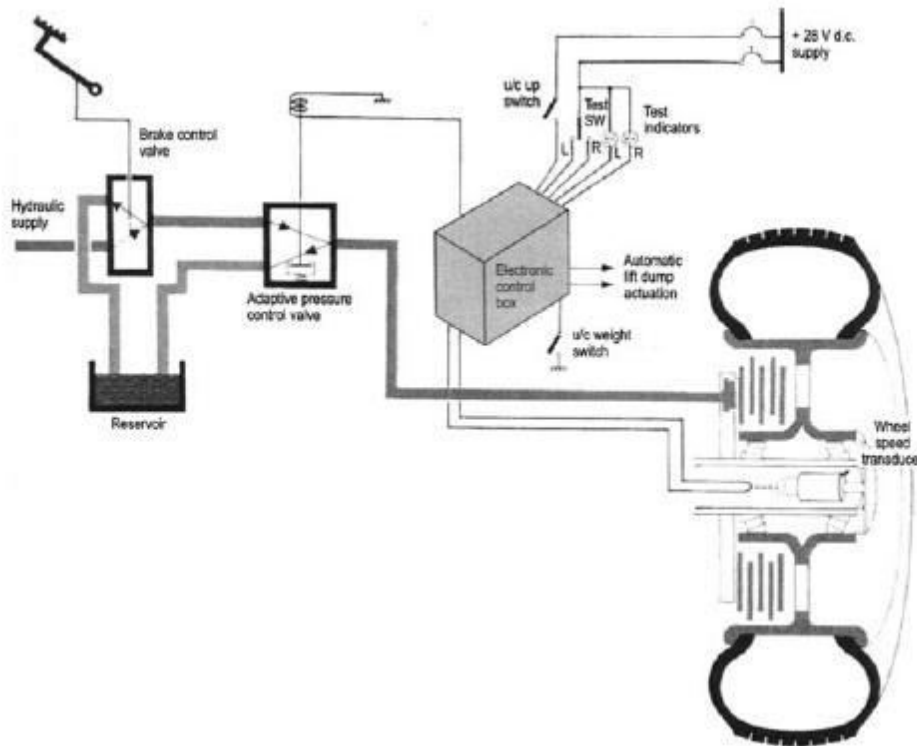 + 28 V d.c.
supply
u/c up
switch
Test
SW
Test
indicators
L
R
L
R
Brake control
valve
Hydraulic
supply
Electronic
control
box
Automatic
lift dump
actuation
Adaptive pressure
control valve
u/c weight
switch
Reservoir
Wheel
speed
transduce